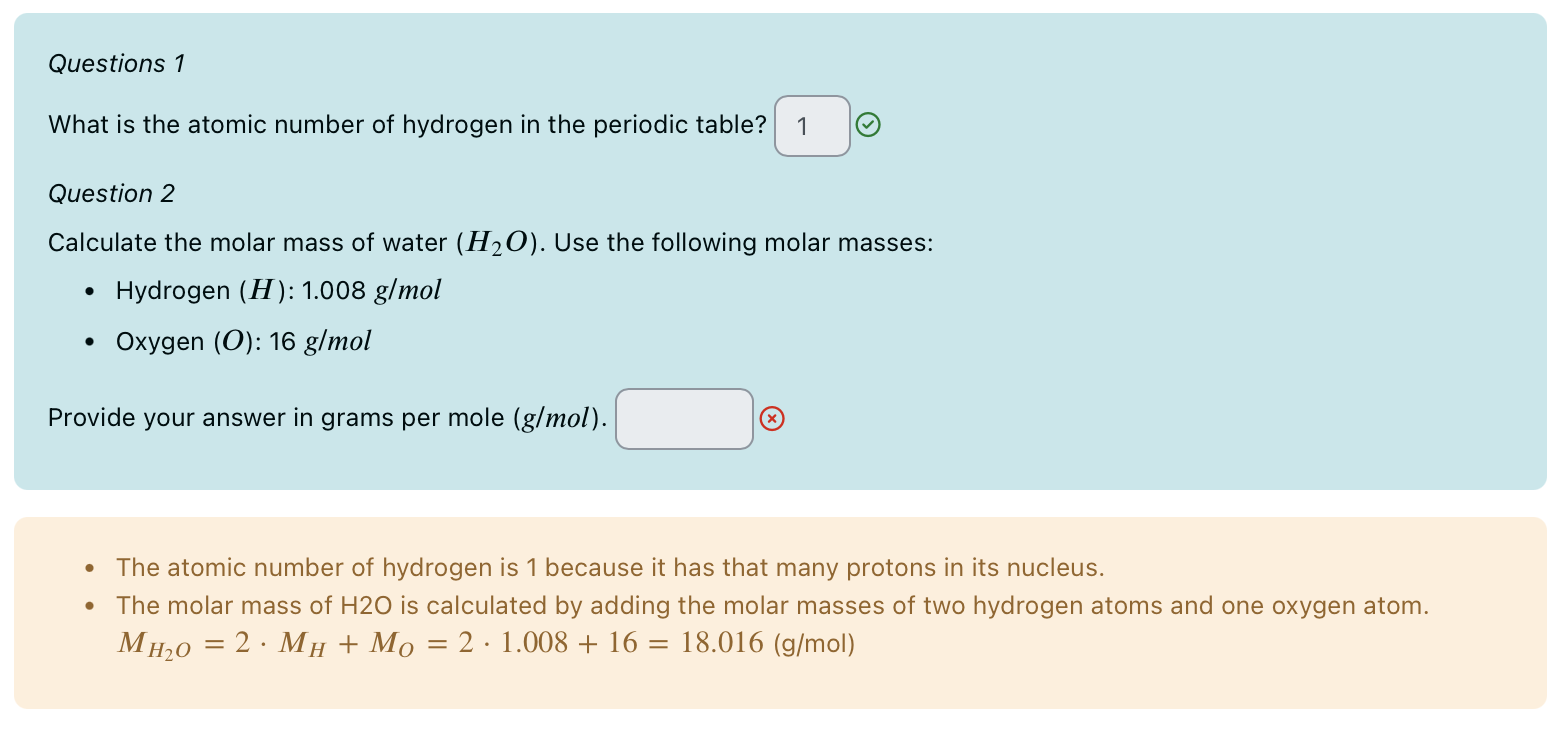 Questions 1
What is the atomic number of hydrogen in the periodic table? 1
Question 2
Calculate the molar mass of water (H₂O). Use the following molar masses:
• Hydrogen (H): 1.008 g/mol
• Oxygen (O): 16 g/mol
Provide your answer in grams per mole (g/mol).
• The atomic number of hydrogen is 1 because it has that many protons in its nucleus.
• The molar mass of H2O is calculated by adding the molar masses of two hydrogen atoms and one oxygen atom.
M_{H₂O} = 2 · M_H + M_O = 2 · 1.008 + 16 = 18.016 (g/mol)